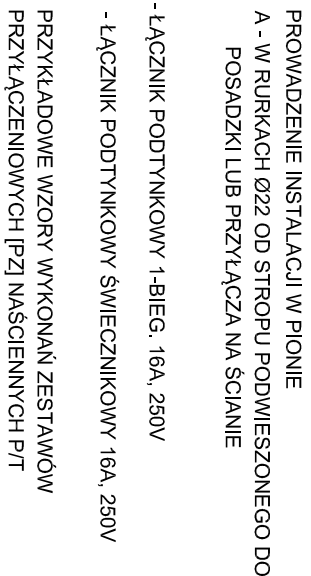 PROWADZENIE INSTALACJI W PIONIE
A - W RURKACH Ø22 OD STROPU PODWIESZONEGO DO
POSADZKI LUB PRZYŁĄCZA NA ŚCIANIE
- ŁĄCZNIK PODTYNKOWY 1-BIEG. 16A, 250V
- ŁĄCZNIK PODTYNKOWY ŚWIECZNIKOWY 16A, 250V
PRZYKŁADOWE WZORY WYKONAŃ ZESTAWÓW
PRZYŁĄCZENIOWYCH [PZ] NAŚCIENNYCH P/T